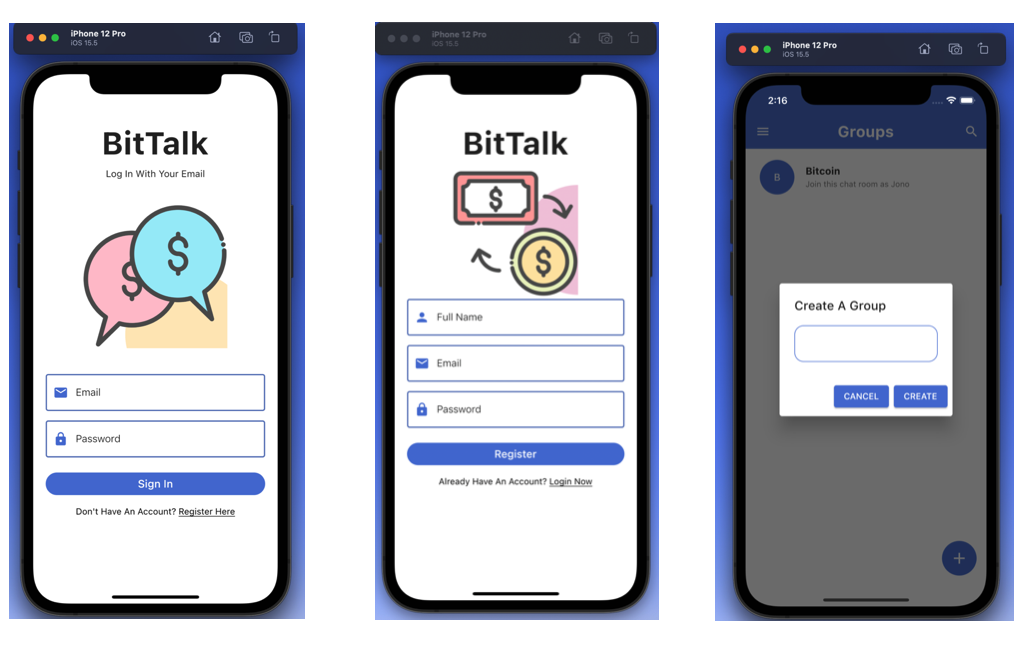 iPhone 12 Pro
iOS 15.5
BitTalk
Log In With Your Email
$ $
Email
Password
Sign In
Don't Have An Account? Register Here
iPhone 12 Pro
iOS 15.5
BitTalk
$
$
Full Name
Email
Password
Register
Already Have An Account? Login Now
iPhone 12 Pro
iOS 15.5
2:16
Groups
B
Bitcoin
Join this chat room as Jono
Create A Group
CANCEL CREATE
+